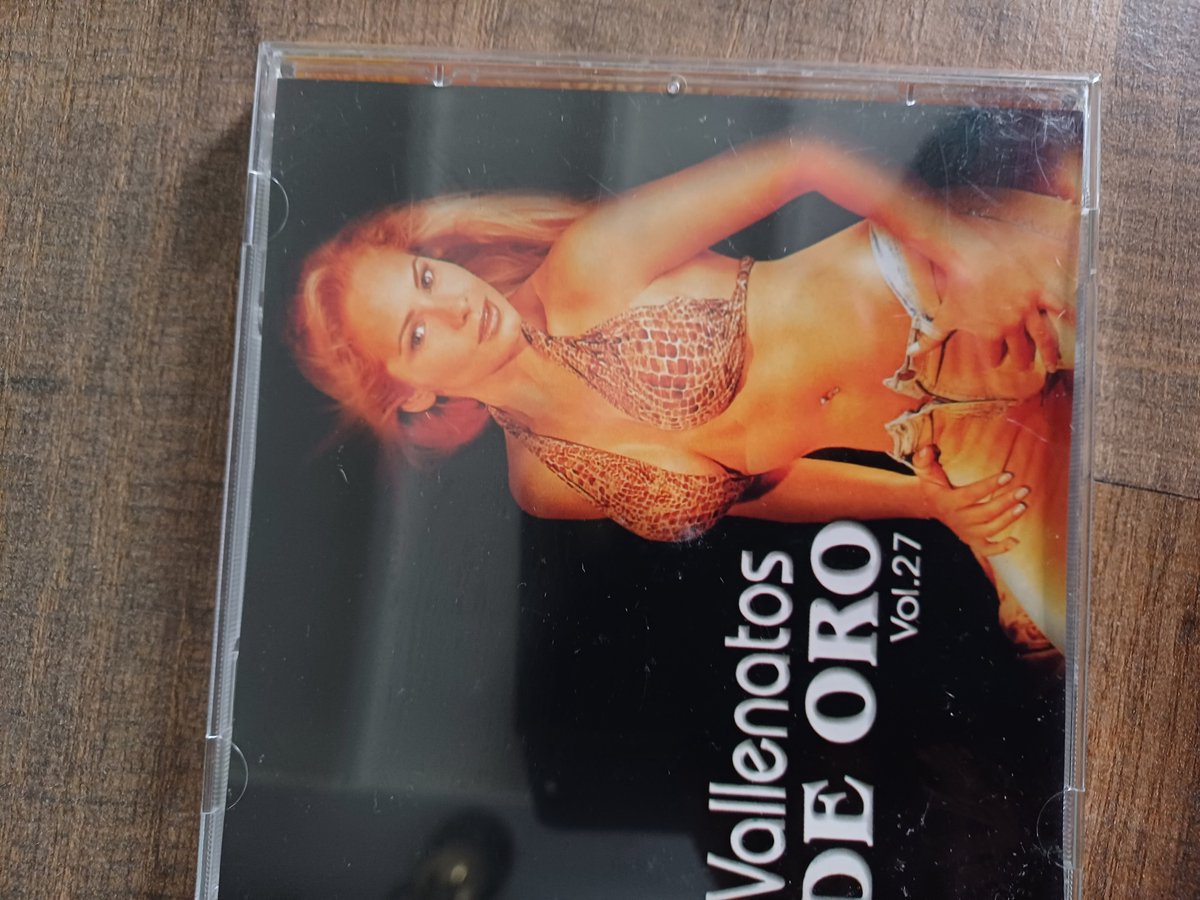 Vallenatos
DE ORO
Vol.27